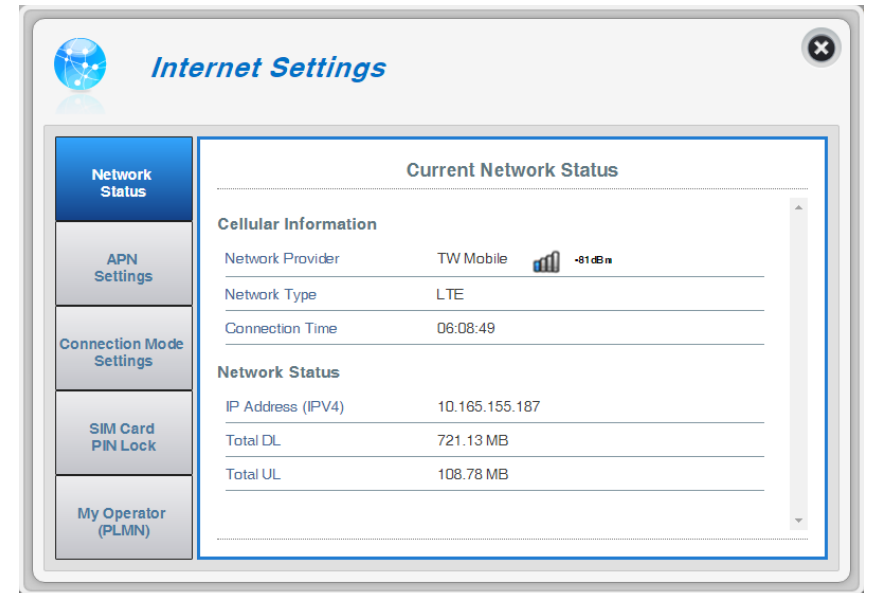 Internet Settings
Network
Status
APN
Settings
Connection Mode
Settings
SIM Card
PIN Lock
My Operator
(PLMN)
Current Network Status
Cellular Information
Network Provider TW Mobile -81dBm
Network Type LTE
Connection Time 06:08:49
Network Status
IP Address (IPV4) 10.165.155.187
Total DL 721.13 MB
Total UL 108.78 MB